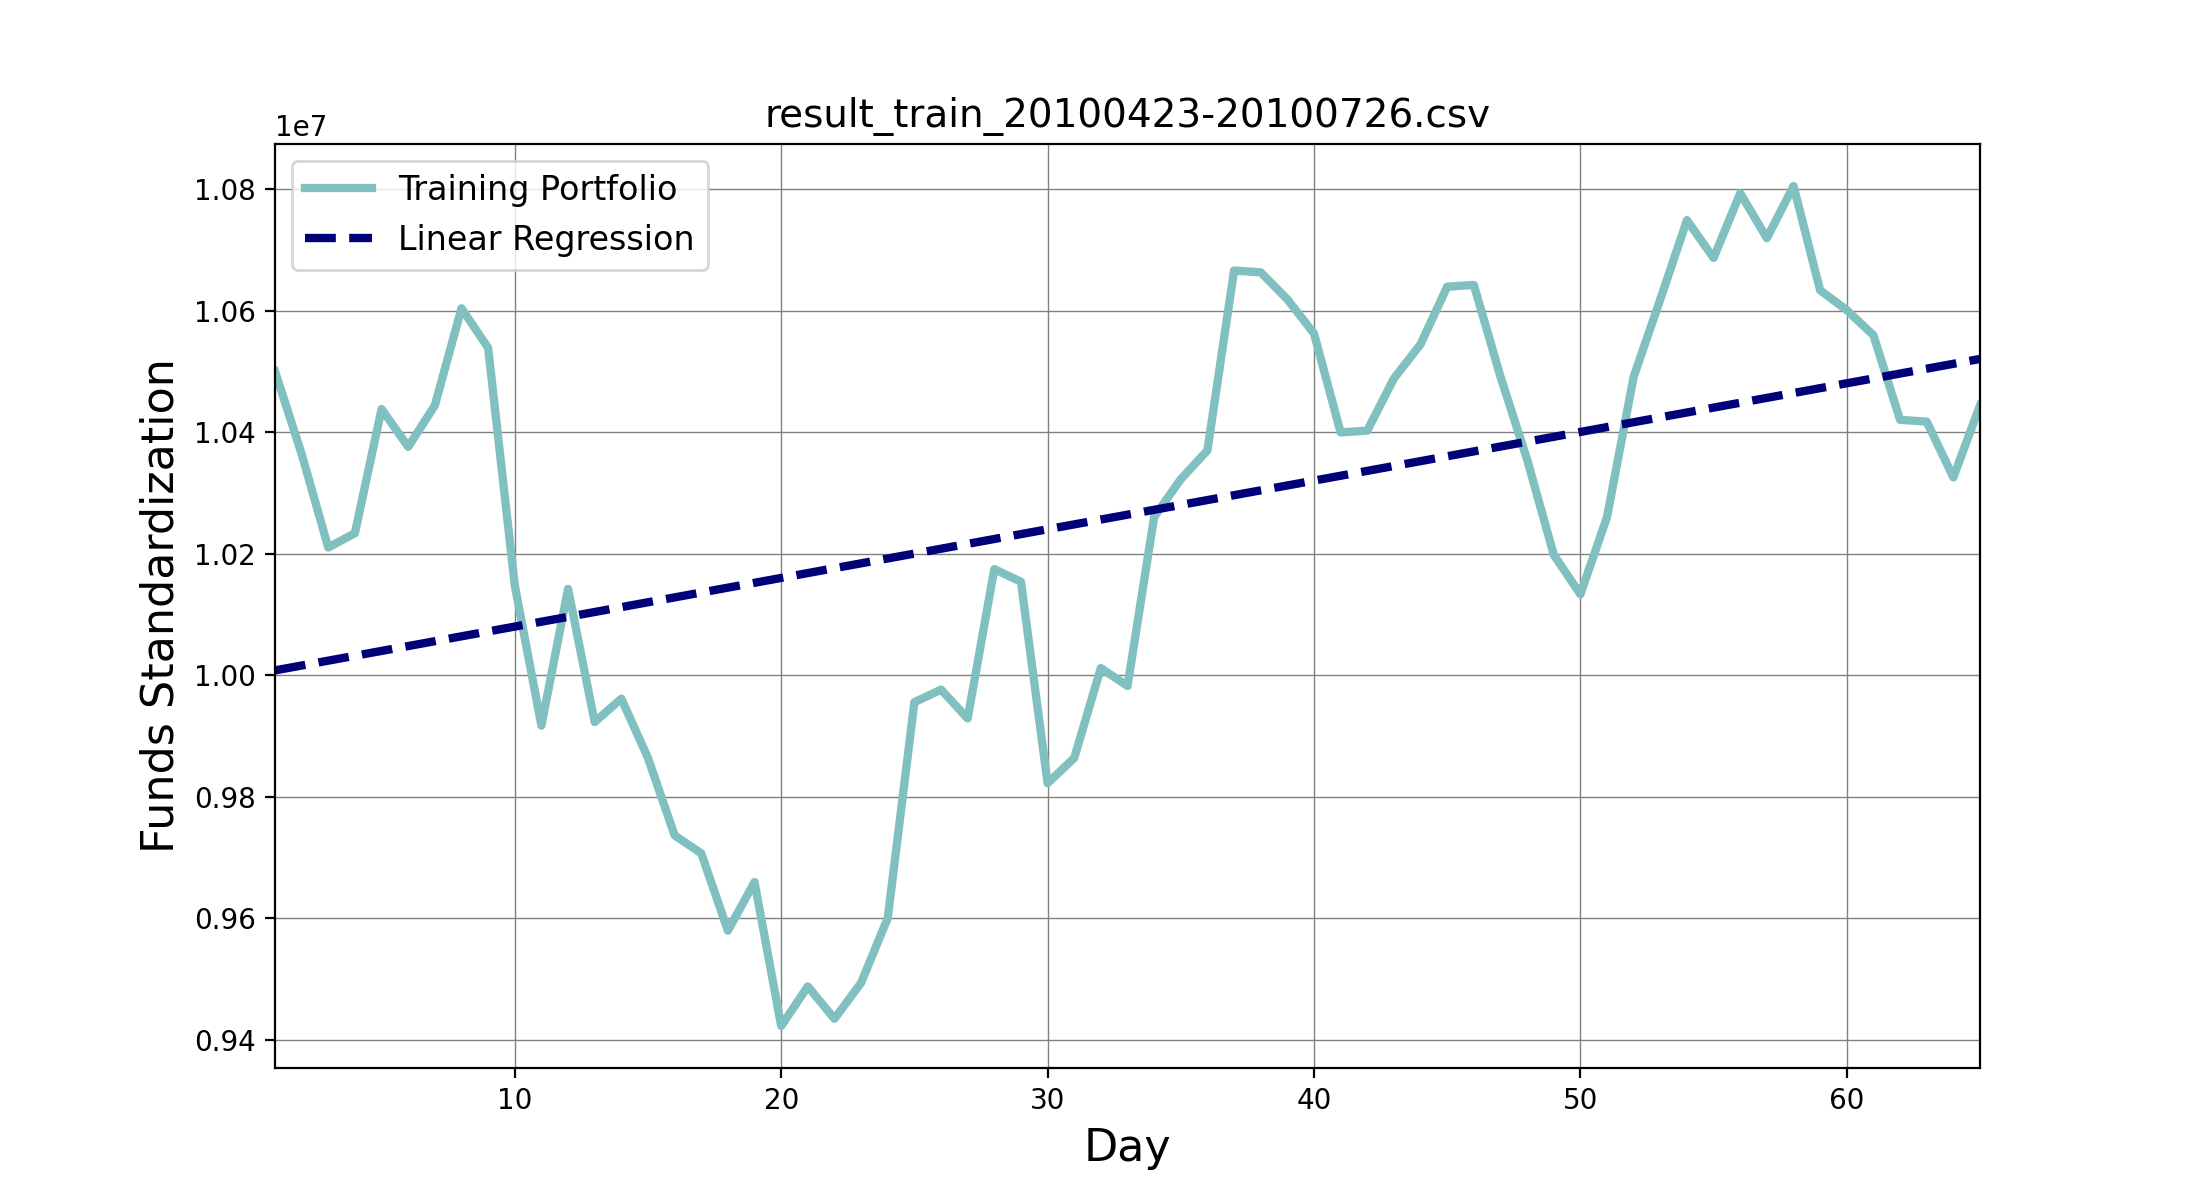 result_train_20100423-20100726.csv
1e7
Training Portfolio
Linear Regression
1.08
1.06
1.04
1.02
1.00
0.98
0.96
0.94
Funds Standardization
10 20 30 40 50 60
Day